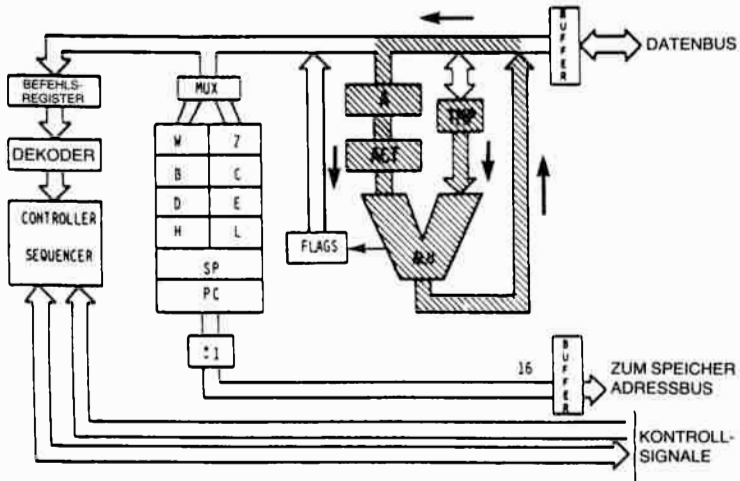 BUFFER
DATENBUS
BEFEHLS-
REGISTER
DEKODER
CONTROLLER
SEQUENCER
MUX
W
Z
B
C
D
E
H
L
SP
PC
±1
FLAGS
A
ACT
TMP
16
BUFFER
ZUM SPEICHER
ADRESSBUS
KONTROLL-
SIGNALE